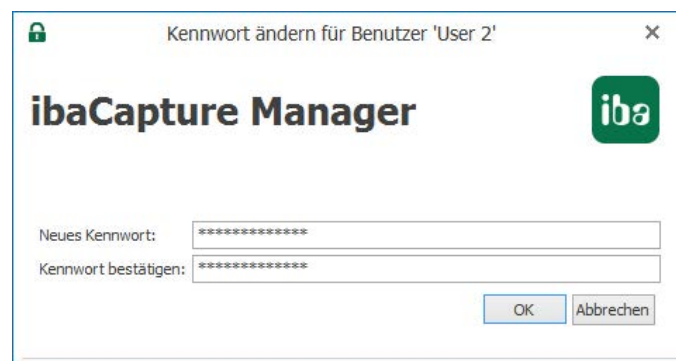 Kennwort ändern für Benutzer 'User 2'
ibaCapture Manager
iba
Neues Kennwort: *************
Kennwort bestätigen: *************
OK Abbrechen